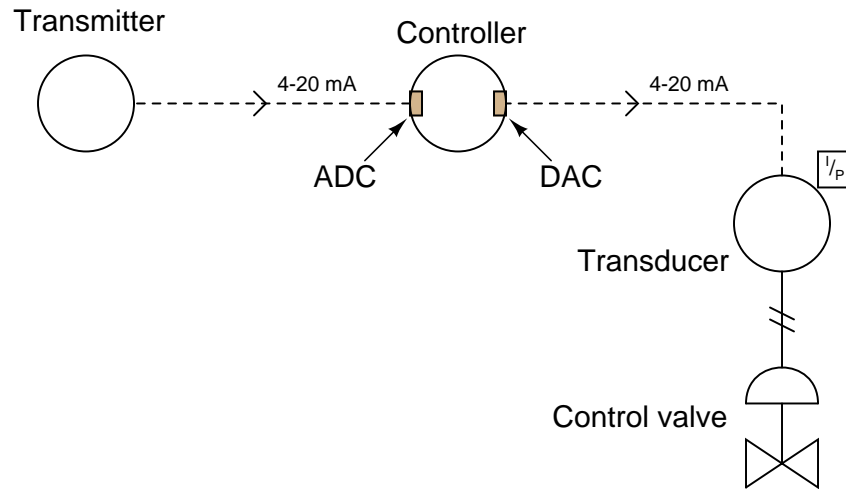 Transmitter
Controller
4-20 mA
4-20 mA
ADC
DAC
I/P
Transducer
Control valve